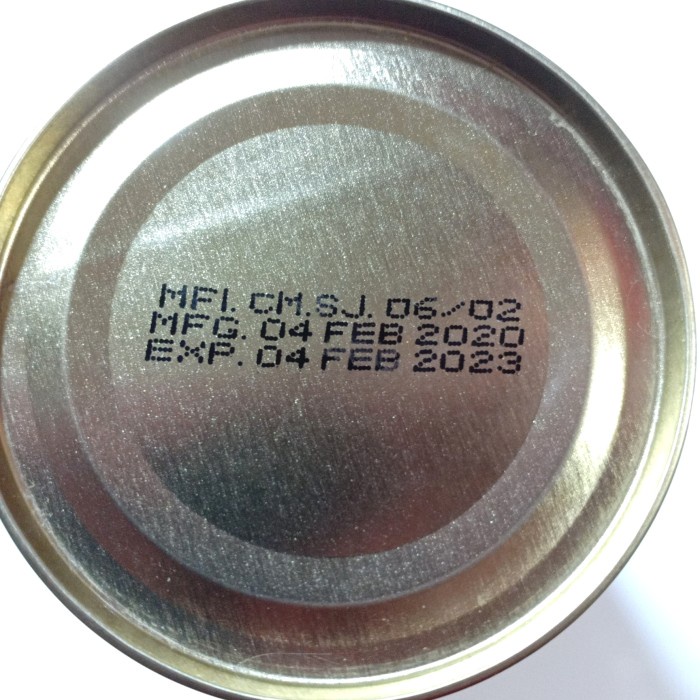 MFI. CM.SJ. 06/02
MFG. 04 FEB 2020
EXP. 04 FEB 2023